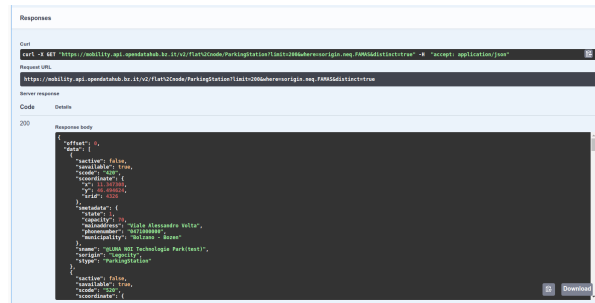 Responses
Curl
curl -X GET "https://mobility.api.opendatahub.bz.it/v2/flat%2Cnode/ParkingStation?limit=200&where=sorigin.neq.FAMAS&distinct=true" -H  "accept: application/json"
Request URL
https://mobility.api.opendatahub.bz.it/v2/flat%2Cnode/ParkingStation?limit=200&where=sorigin.neq.FAMAS&distinct=true
Server response
Code Details
200
Response body
{
"offset": 0,
"data": [
{
"sactive": false,
"savailable": true,
"scode": "420",
"scoordinate": {
"x": 11.347308,
"y": 46.494624,
"srid": 4326
},
"smetadata": {
"state": 1,
"capacity": 70,
"mainaddress": "Viale Alessandro Volta",
"phonenumber": "0471000000",
"municipality": "Bolzano - Bozen"
},
"sname": "@LUNA NOI Technologie Park(test)",
"sorigin": "Legocity",
"stype": "ParkingStation"
},
{
"sactive": false,
"savailable": true,
"scode": "520",
"scoordinate": {
Download